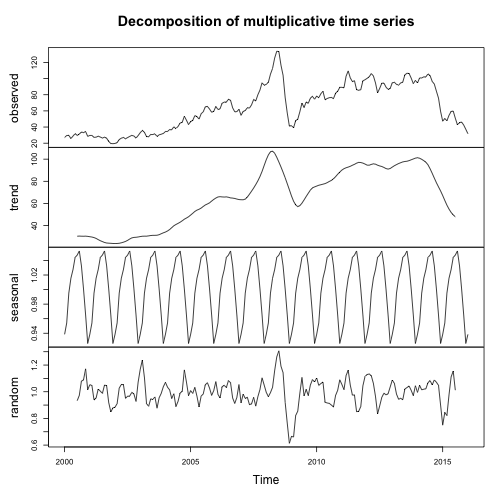 Decomposition of multiplicative time series
observed
20 40 60 80 120
trend
40 60 80 100
seasonal
0.94 0.98 1.02
random
0.6 0.8 1.0 1.2
2000 2005 2010 2015
Time